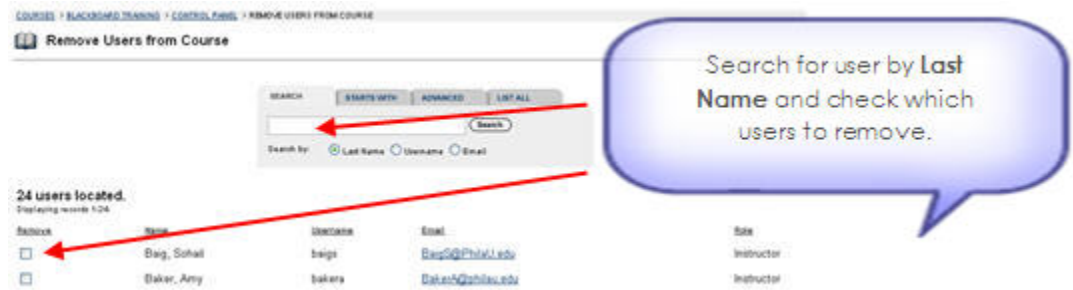 COURSES > BLACKBOARD TRAINING > CONTROL PANEL > REMOVE USERS FROM COURSE
Remove Users from Course
Search for user by Last
Name and check which
users to remove.
SEARCH STARTS WITH ADVANCED LIST ALL
Search
Search by: Last Name Username Email
24 users located.
Displaying records 1-24
Remove Name Username Email Role
Baig, Sohail baigs BaigS@PhilaU.edu Instructor
Baker, Amy bakera BakerA@philau.edu Instructor